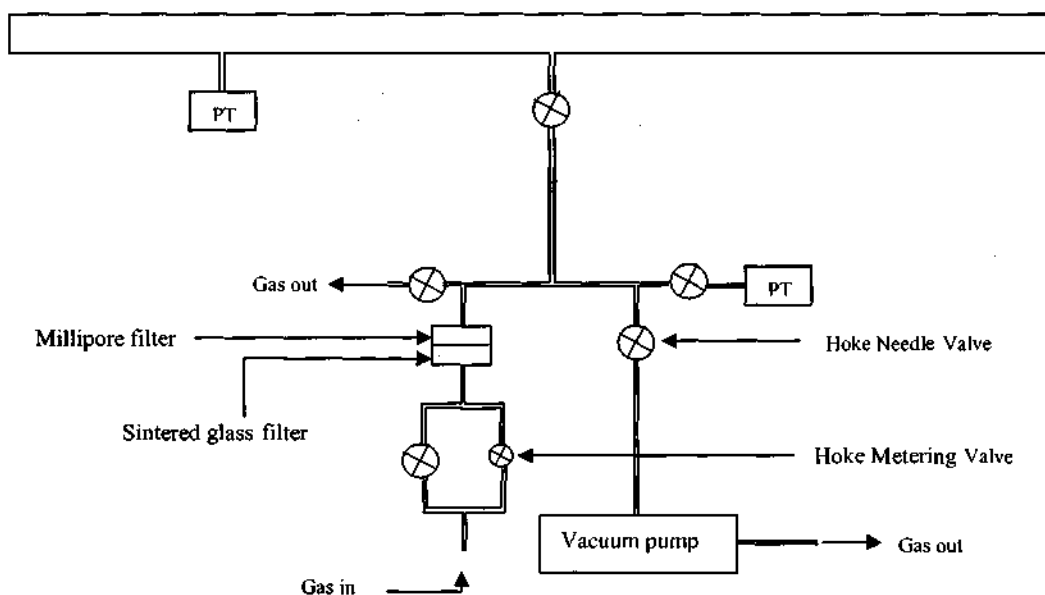 PT
Gas out
PT
Millipore filter
Hoke Needle Valve
Sintered glass filter
Hoke Metering Valve
Vacuum pump
Gas out
Gas in